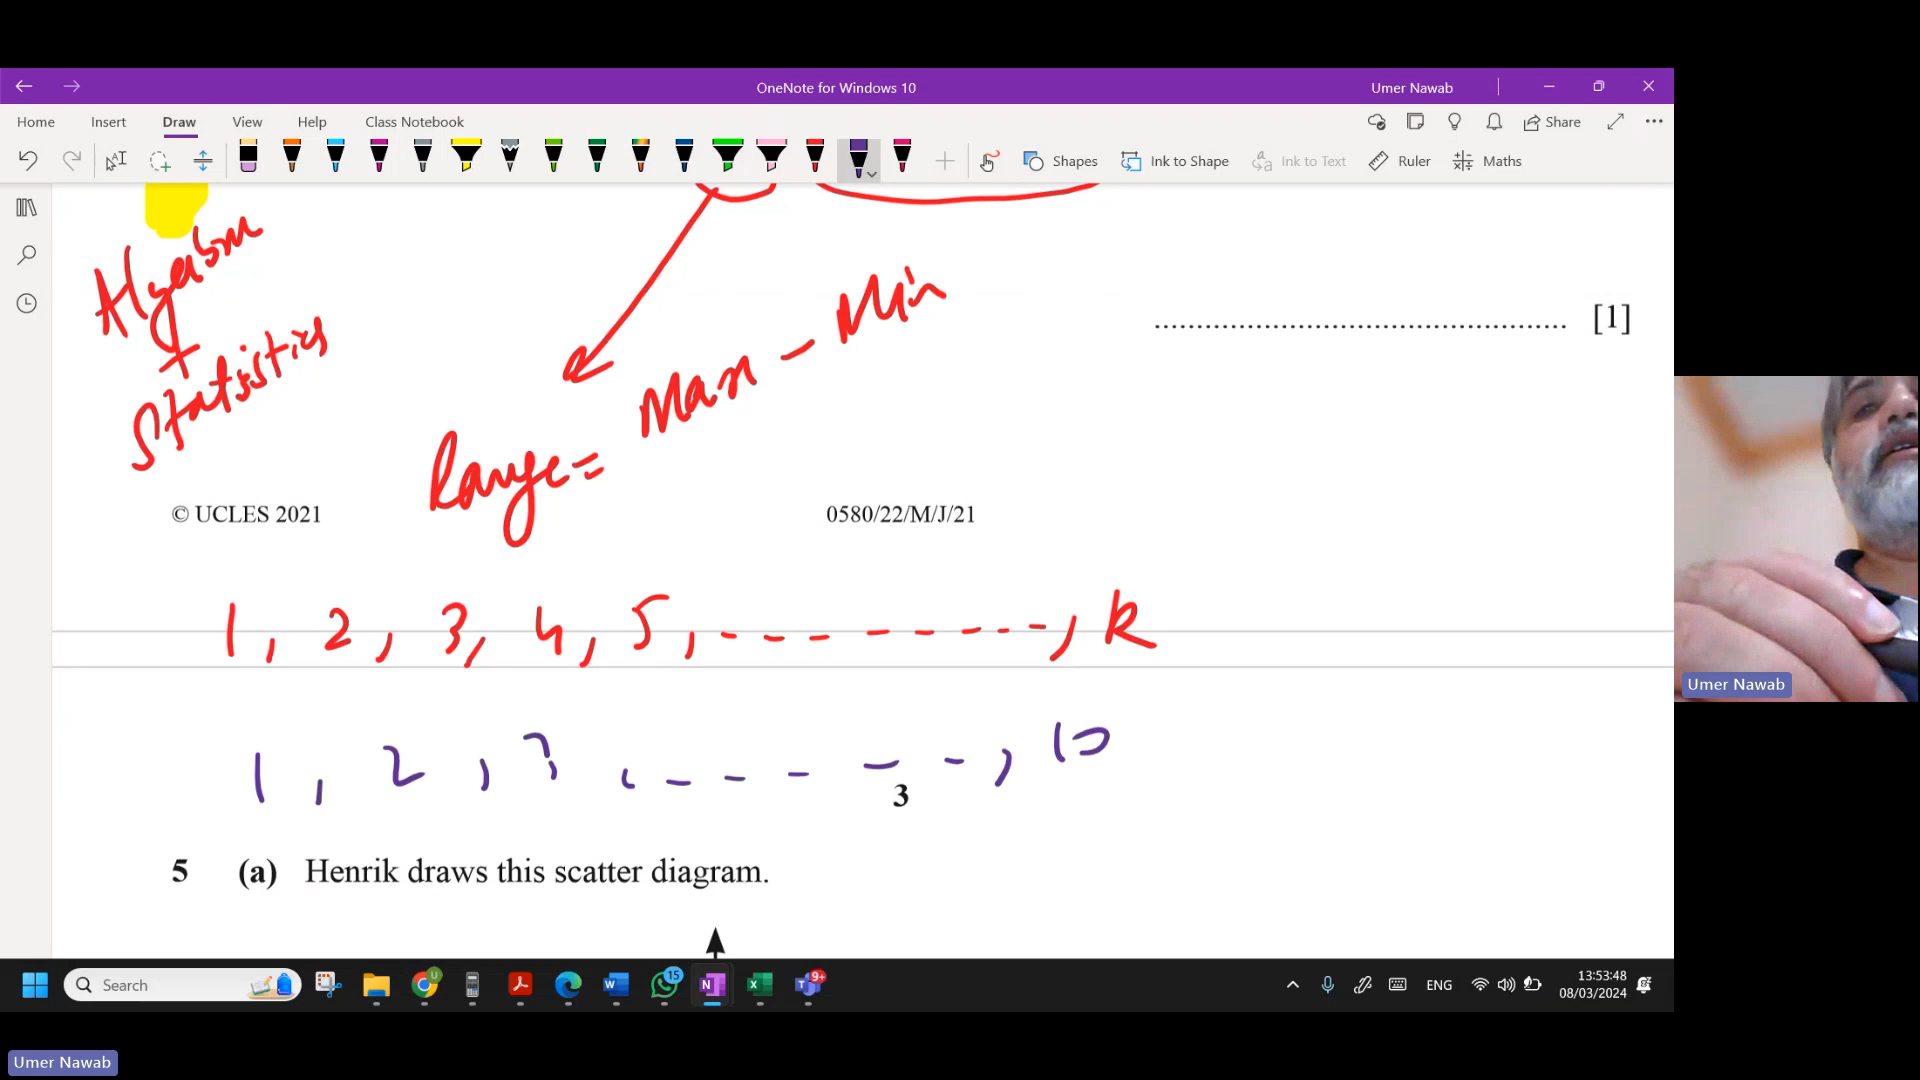 OneNote for Windows 10
Umer Nawab
Home Insert Draw View Help Class Notebook
Share
Shapes Ink to Shape Ink to Text Ruler Maths
Algebra
+
Statistics
Range = Max - Min
[1]
© UCLES 2021 0580/22/M/J/21
1, 2, 3, 4, 5, - - - - - - - - - -, k
1, 2, 3, - - - - -, 10
3
5 (a) Henrik draws this scatter diagram.
Umer Nawab
Search
U
15
9+
ENG
13:53:48
08/03/2024
Umer Nawab